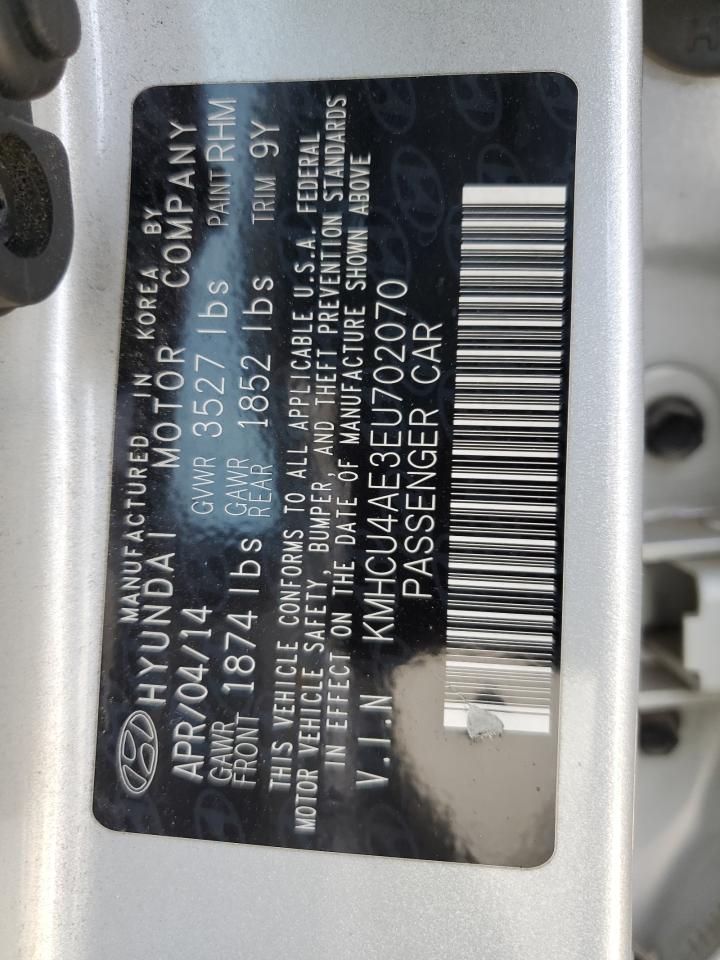 MANUFACTURED IN KOREA BY
HYUNDAI MOTOR COMPANY
APR/04/14 GVWR 3527 lbs PAINT RHM
GAWR FRONT 1874 lbs GAWR REAR 1852 lbs TRIM 9Y
THIS VEHICLE CONFORMS TO ALL APPLICABLE U.S.A. FEDERAL
MOTOR VEHICLE SAFETY, BUMPER, AND THEFT PREVENTION STANDARDS
IN EFFECT ON THE DATE OF MANUFACTURE SHOWN ABOVE
V.I.N KMHCU4AE3EU702070
PASSENGER CAR